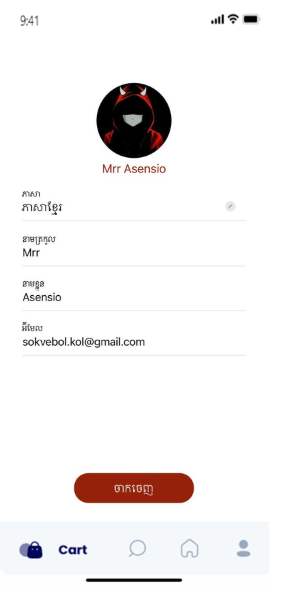 9:41
Mrr Asensio
ភាសា
ភាសាខ្មែរ
នាមត្រកូល
Mrr
នាមខ្លួន
Asensio
អ៊ីមែល
sokvebol.kol@gmail.com
ចាកចេញ
Cart